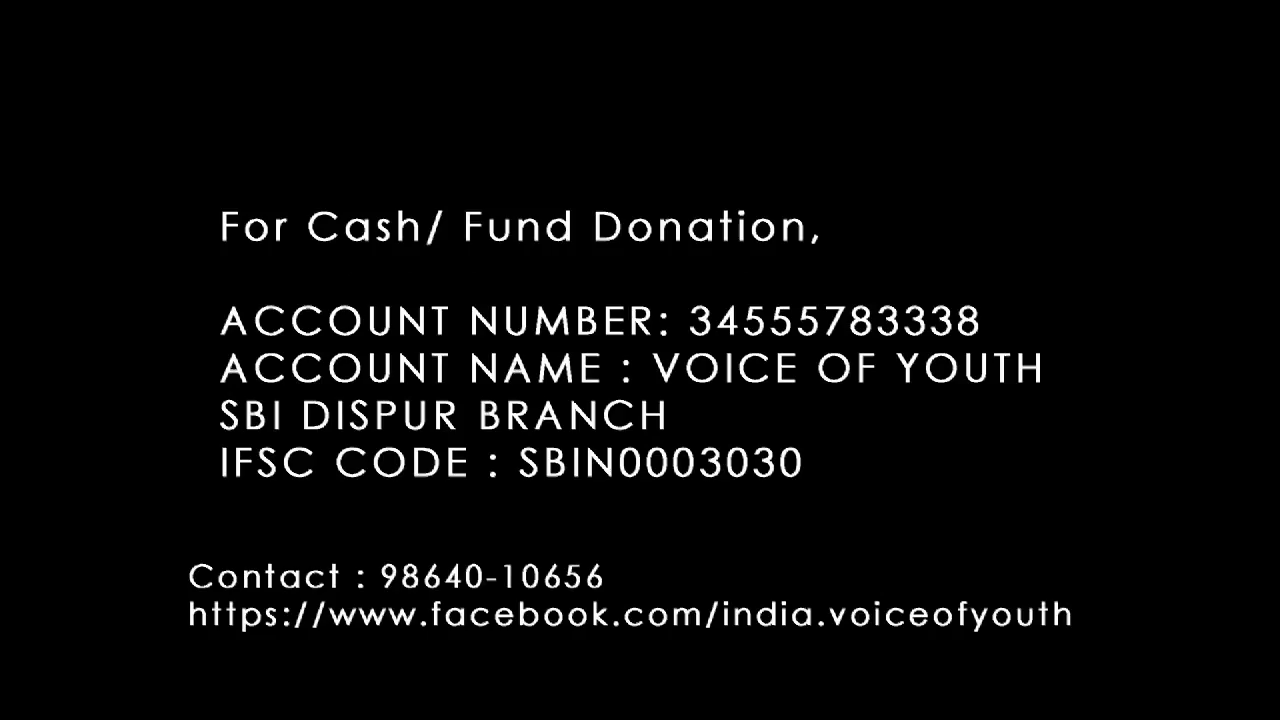 For Cash/ Fund Donation,
ACCOUNT NUMBER: 34555783338
ACCOUNT NAME : VOICE OF YOUTH
SBI DISPUR BRANCH
IFSC CODE : SBIN0003030
Contact : 98640-10656
https://www.facebook.com/india.voiceofyouth